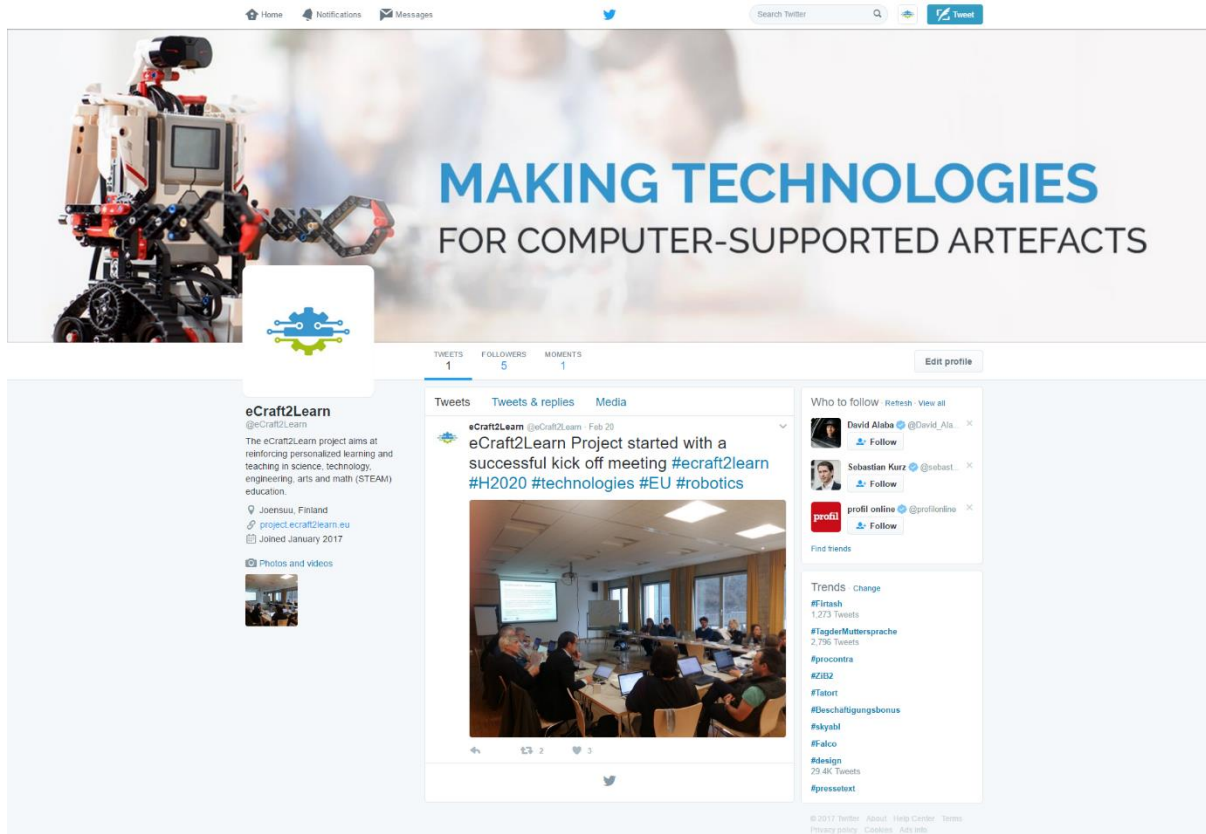 Home Notifications Messages Search Twitter Tweet
MAKING TECHNOLOGIES
FOR COMPUTER-SUPPORTED ARTEFACTS
TWEETS FOLLOWERS MOMENTS
1 5 1
Edit profile
eCraft2Learn
@eCraft2Learn
The eCraft2Learn project aims at
reinforcing personalized learning and
teaching in science, technology,
engineering, arts and math (STEAM)
education.
Joensuu, Finland
project.ecraft2learn.eu
Joined January 2017
Photos and videos
Tweets Tweets & replies Media
eCraft2Learn @eCraft2Learn · Feb 20
eCraft2Learn Project started with a
successful kick off meeting #ecraft2learn
#H2020 #technologies #EU #robotics
2 3
Who to follow · Refresh · View all
David Alaba @David_Ala...
Follow
Sebastian Kurz @sebast...
Follow
profil
profil online @profilonline
Follow
Find friends
Trends · Change
#Firtash
1,273 Tweets
#TagderMuttersprache
2,796 Tweets
#procontra
#ZIB2
#Tatort
#Beschäftigungsbonus
#skyabl
#Falco
#design
29.4K Tweets
#pressetext
© 2017 Twitter About Help Center Terms
Privacy policy Cookies Ads info